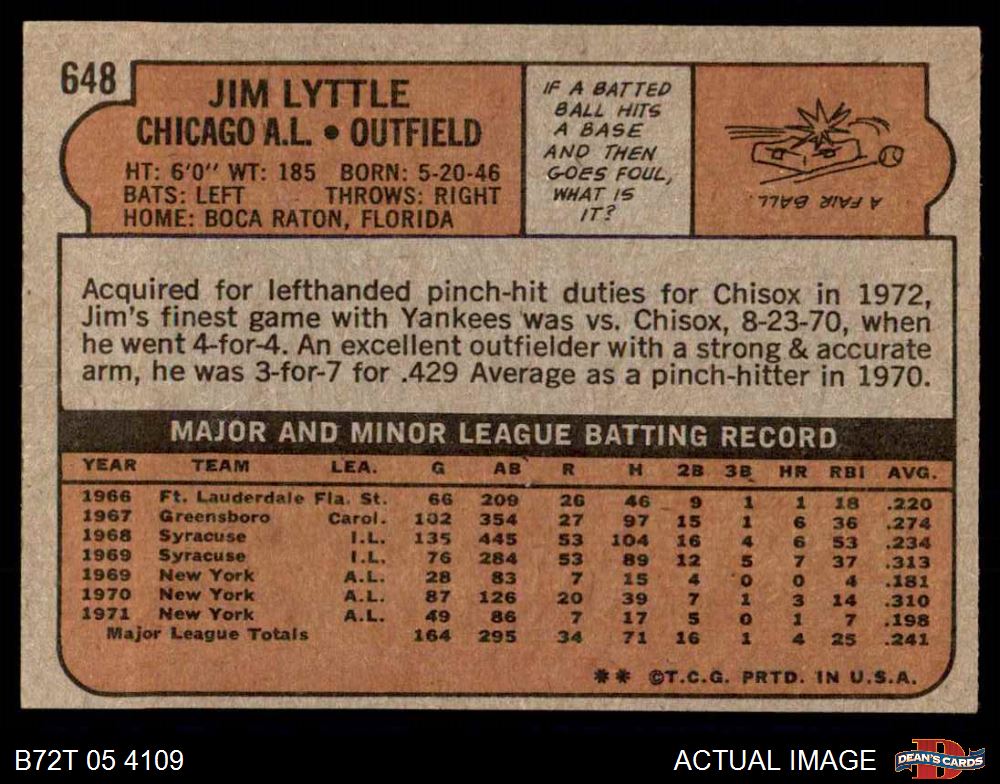 648
JIM LYTTLE
CHICAGO A.L. • OUTFIELD
HT: 6'0" WT: 185 BORN: 5-20-46
BATS: LEFT THROWS: RIGHT
HOME: BOCA RATON, FLORIDA
IF A BATTED
BALL HITS
A BASE
AND THEN
GOES FOUL,
WHAT IS
IT?
A FAIR BALL
Acquired for lefthanded pinch-hit duties for Chisox in 1972,
Jim's finest game with Yankees was vs. Chisox, 8-23-70, when
he went 4-for-4. An excellent outfielder with a strong & accurate
arm, he was 3-for-7 for .429 Average as a pinch-hitter in 1970.
MAJOR AND MINOR LEAGUE BATTING RECORD
YEAR TEAM LEA. G AB R H 2B 3B HR RBI AVG.
1966 Ft. Lauderdale Fla. St. 66 209 26 46 9 1 1 18 .220
1967 Greensboro Carol. 102 354 27 97 15 1 6 36 .274
1968 Syracuse I.L. 135 445 53 104 16 4 6 53 .234
1969 Syracuse I.L. 76 284 53 89 12 5 7 37 .313
1969 New York A.L. 28 83 7 15 4 0 0 4 .181
1970 New York A.L. 87 126 20 39 7 1 3 14 .310
1971 New York A.L. 49 86 7 17 5 0 1 7 .198
Major League Totals 164 295 34 71 16 1 4 25 .241
** ©T.C.G. PRTD. IN U.S.A.
B72T 05 4109
ACTUAL IMAGE
D
DEAN'S CARDS